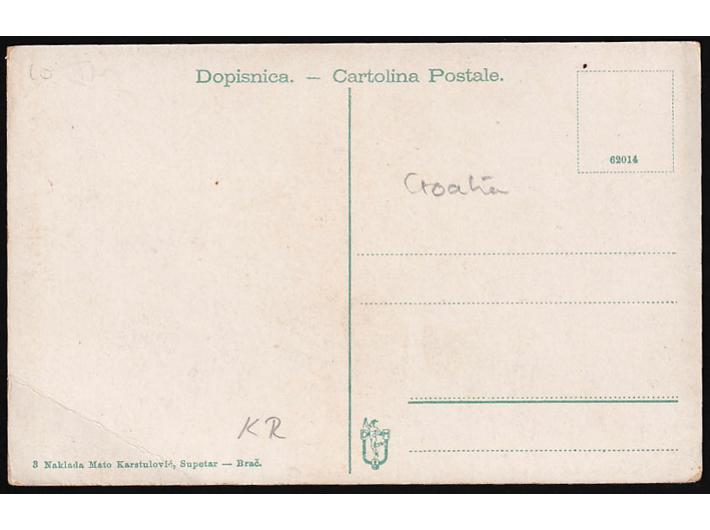 Dopisnica. — Cartolina Postale.
62014
Croatia
KR
3 Naklada Mato Karstulović, Supetar — Brač.